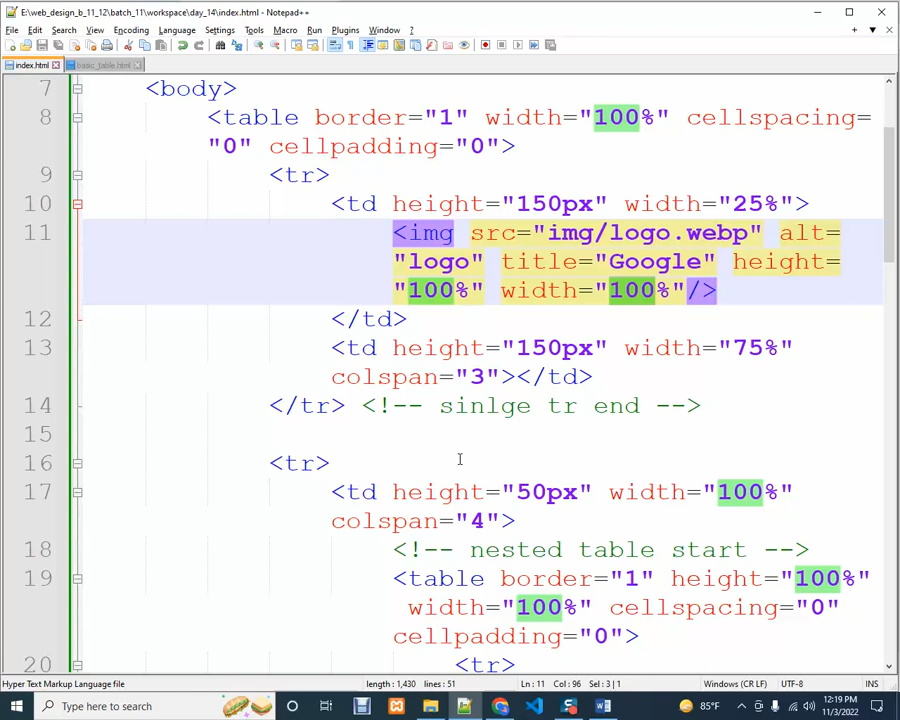 E:\web_design_b_11_12\batch_11\workspace\day_14\index.html - Notepad++
File Edit Search View Encoding Language Settings Tools Macro Run Plugins Window ?
index.html basic_table.html
7 <body>
8 <table border="1" width="100%" cellspacing=
"0" cellpadding="0">
9 <tr>
10 <td height="150px" width="25%">
11 <img src="img/logo.webp" alt=
"logo" title="Google" height=
"100%" width="100%"/>
12 </td>
13 <td height="150px" width="75%"
colspan="3"></td>
14 </tr> <!-- sinlge tr end -->
15
16 <tr>
17 <td height="50px" width="100%"
colspan="4">
18 <!-- nested table start -->
19 <table border="1" height="100%"
width="100%" cellspacing="0"
cellpadding="0">
20 <tr>
Hyper Text Markup Language file length : 1,430 lines : 51 Ln : 11 Col : 96 Sel : 3 | 1 Windows (CR LF) UTF-8 INS
Type here to search 85°F 12:19 PM
11/3/2022